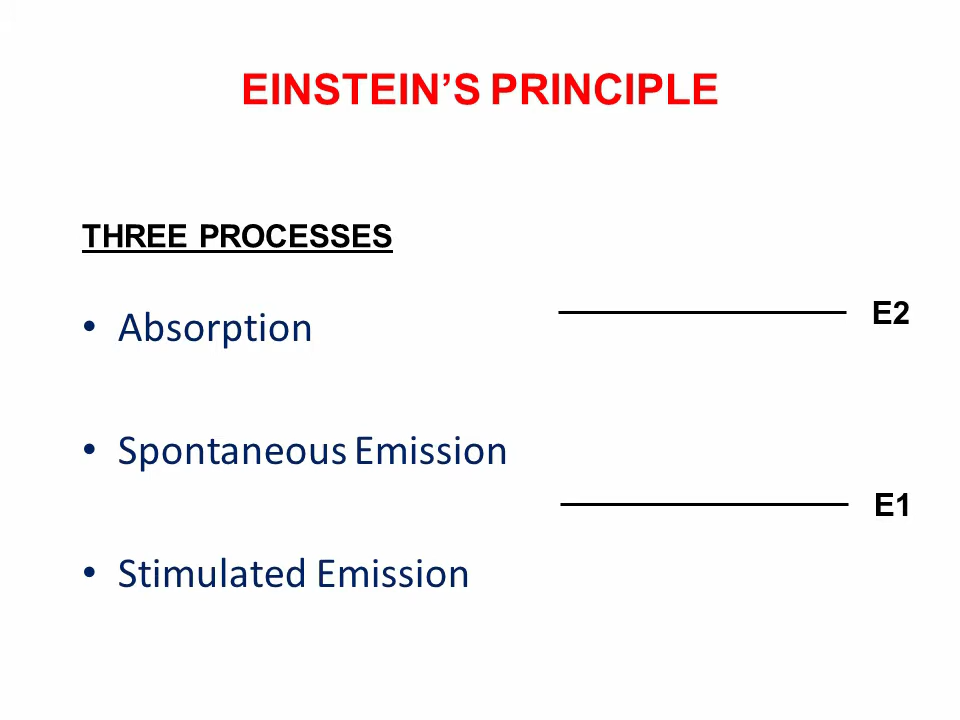 EINSTEIN’S PRINCIPLE
THREE PROCESSES
• Absorption
E2
• Spontaneous Emission
E1
• Stimulated Emission